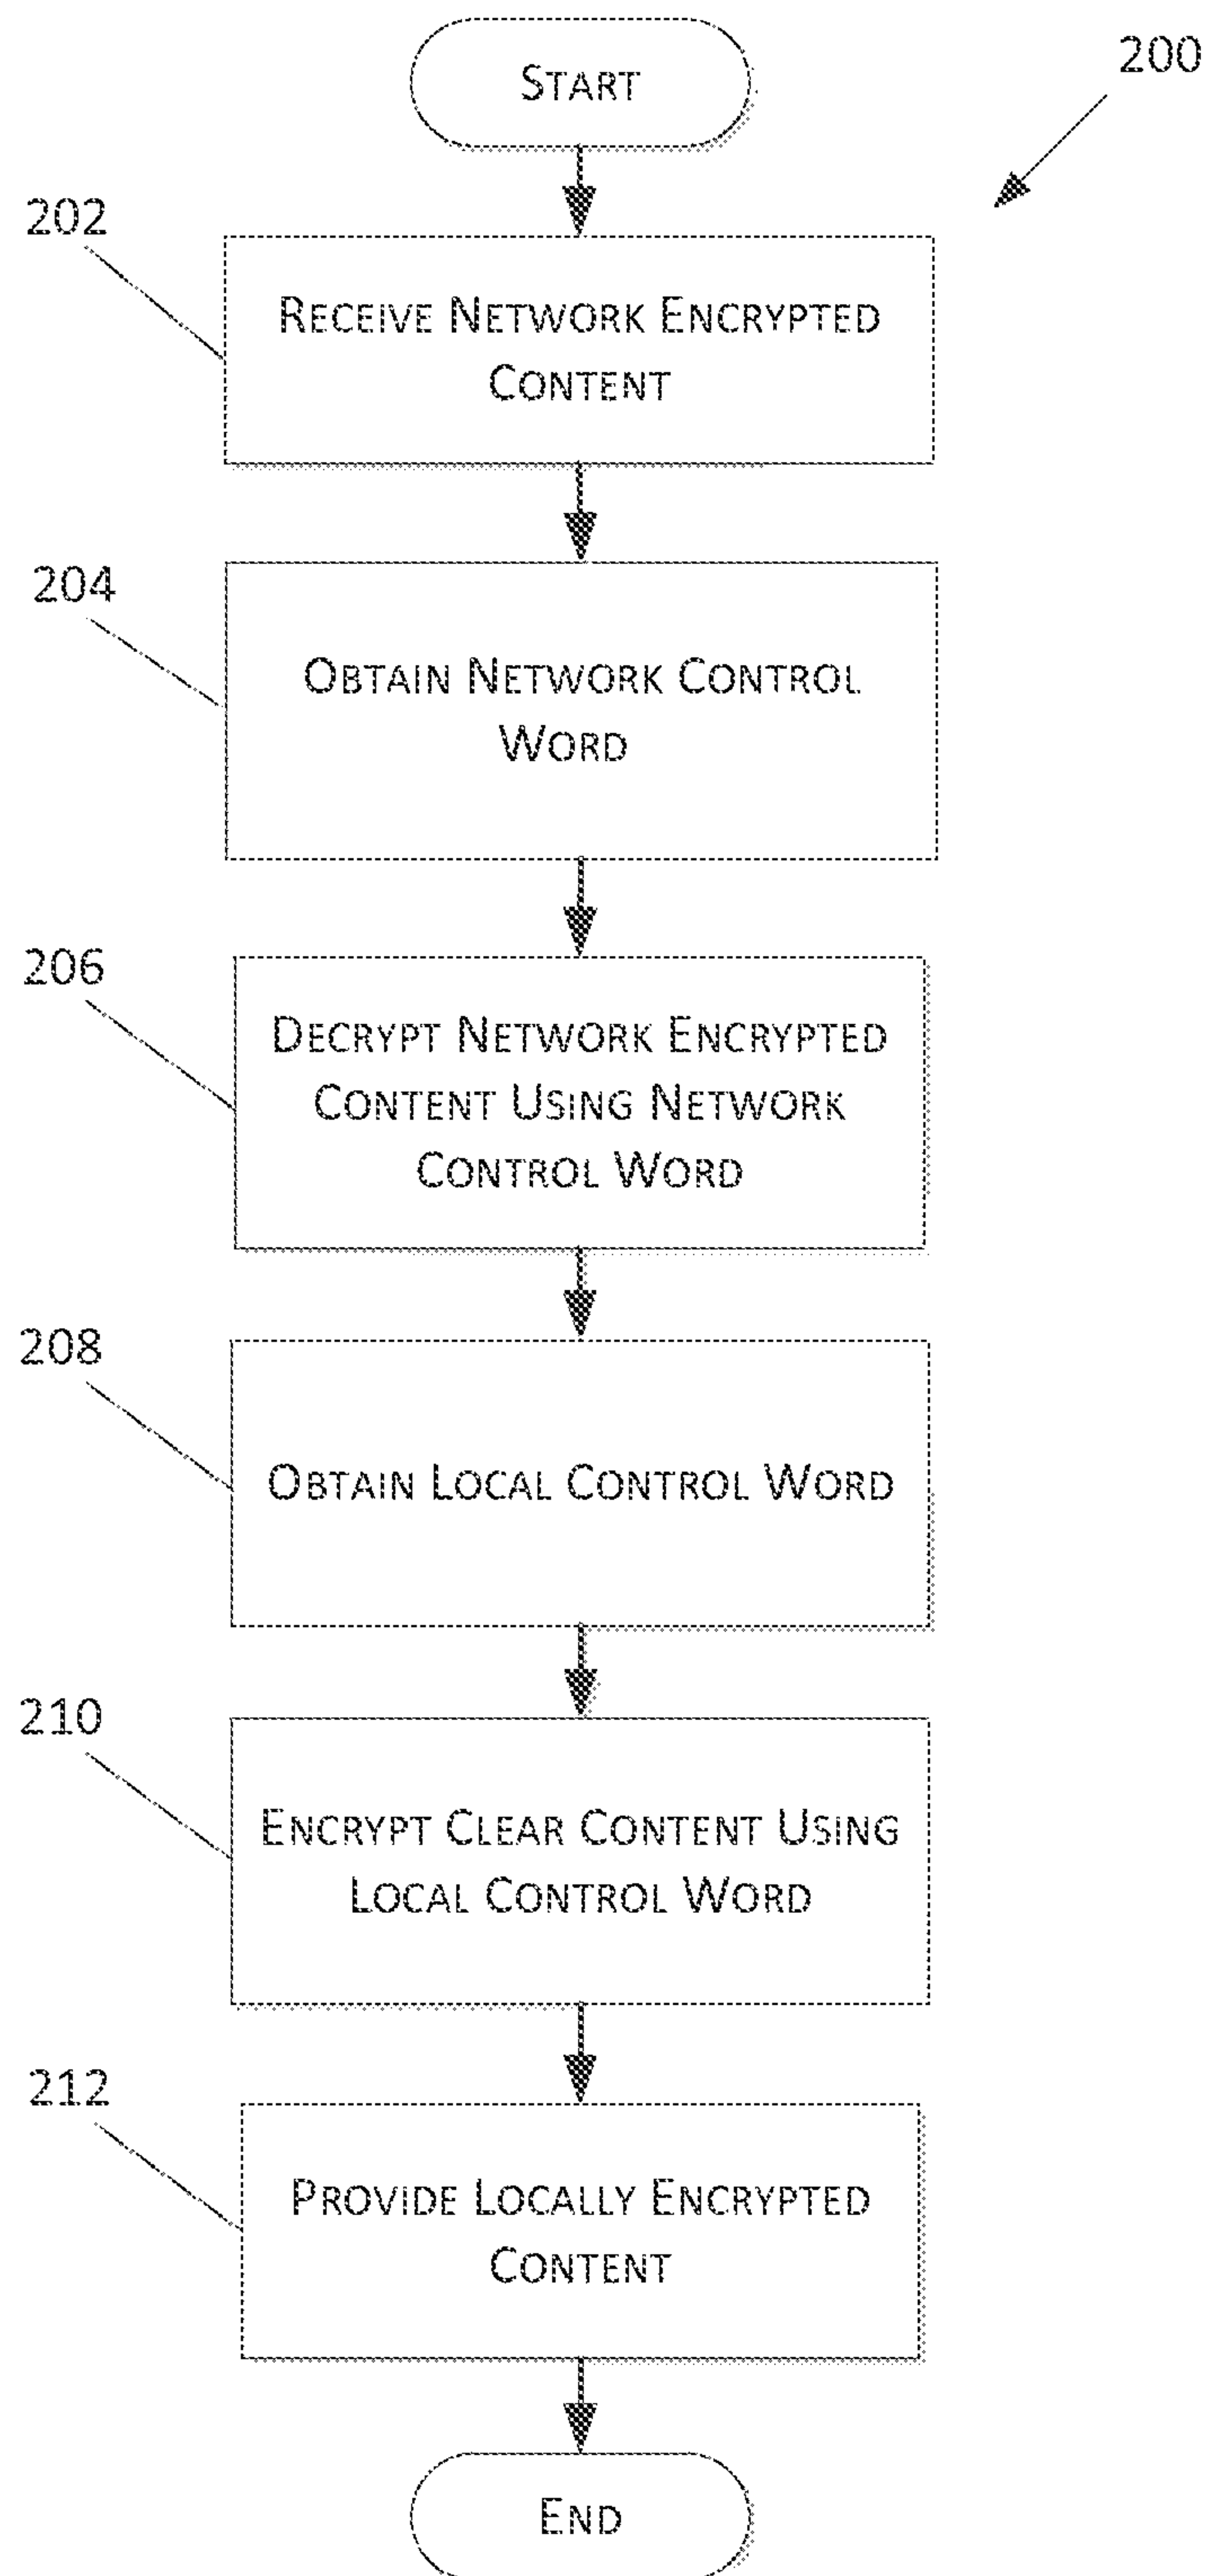 START
200
202
RECEIVE NETWORK ENCRYPTED
CONTENT
204
OBTAIN NETWORK CONTROL
WORD
206
DECRYPT NETWORK ENCRYPTED
CONTENT USING NETWORK
CONTROL WORD
208
OBTAIN LOCAL CONTROL WORD
210
ENCRYPT CLEAR CONTENT USING
LOCAL CONTROL WORD
212
PROVIDE LOCALLY ENCRYPTED
CONTENT
END